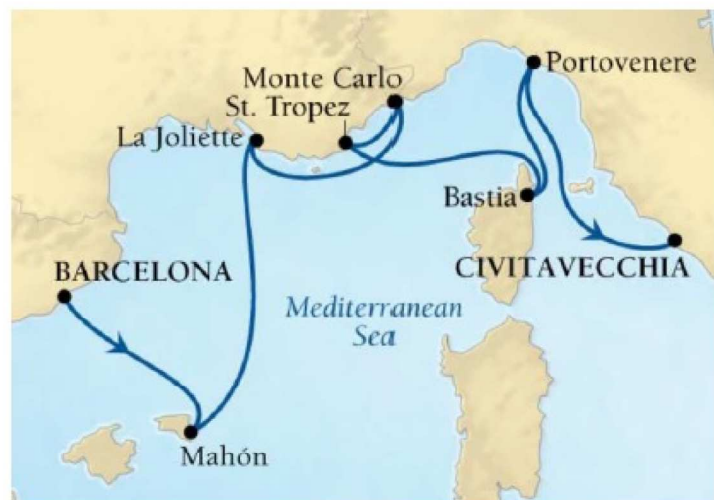 Monte Carlo
Portovenere
St. Tropez
La Joliette
Bastia
BARCELONA
CIVITAVECCHIA
Mediterranean
Sea
Mahón